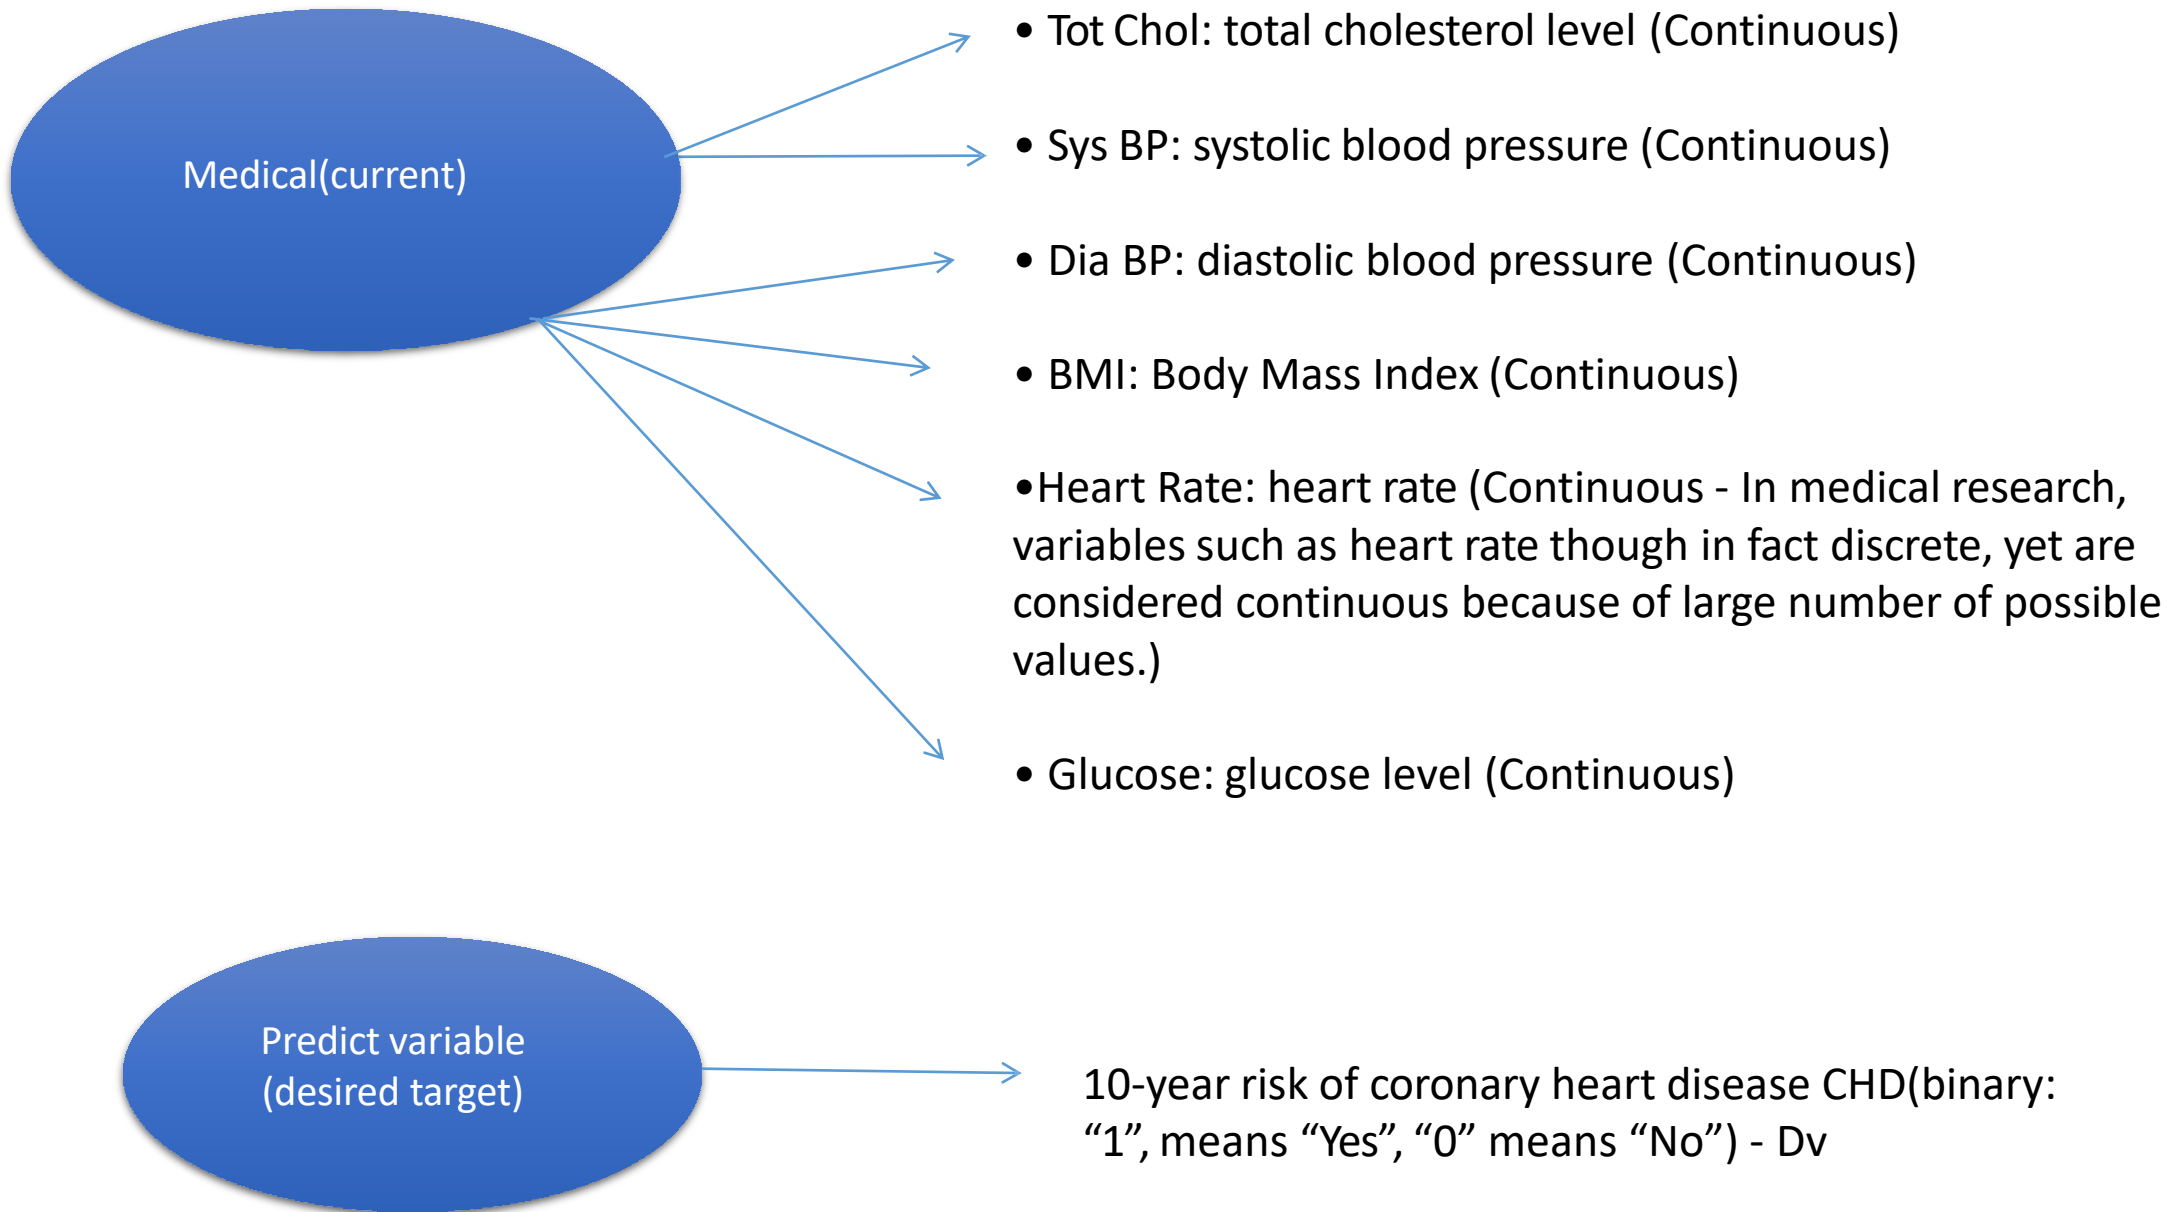 Medical(current)
• Tot Chol: total cholesterol level (Continuous)
• Sys BP: systolic blood pressure (Continuous)
• Dia BP: diastolic blood pressure (Continuous)
• BMI: Body Mass Index (Continuous)
•Heart Rate: heart rate (Continuous - In medical research,
variables such as heart rate though in fact discrete, yet are
considered continuous because of large number of possible
values.)
• Glucose: glucose level (Continuous)
Predict variable
(desired target)
10-year risk of coronary heart disease CHD(binary:
“1”, means “Yes”, “0” means “No”) - Dv